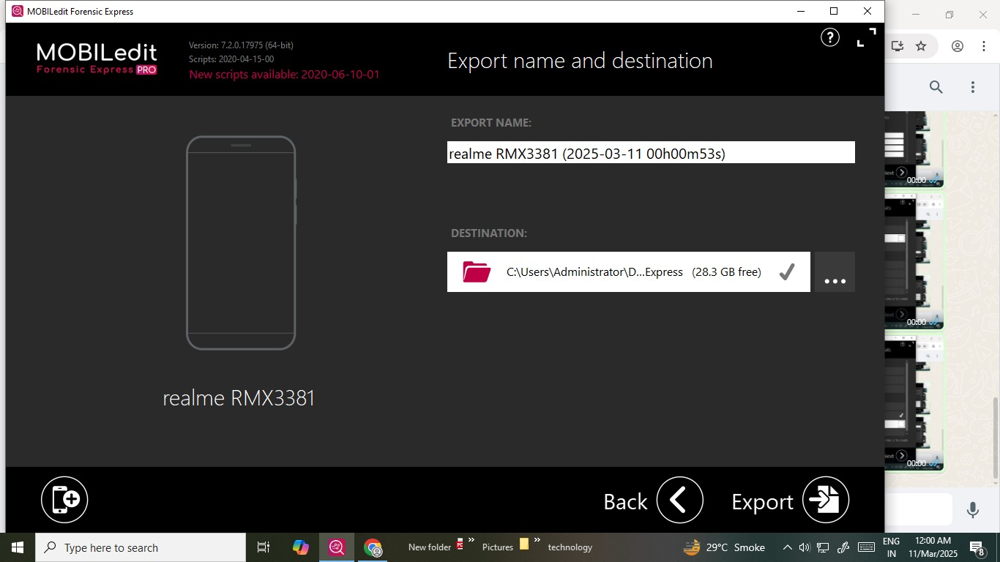 MOBILedit Forensic Express
MOBILedit
Forensic Express PRO
Version: 7.2.0.17975 (64-bit)
Scripts: 2020-04-15-00
New scripts available: 2020-06-10-01
Export name and destination
?
EXPORT NAME:
realme RMX3381 (2025-03-11 00h00m53s)
DESTINATION:
C:\Users\Administrator\D...Express (28.3 GB free)
...
realme RMX3381
Back
Export
00:00
00:00
00:00
Type here to search
New folder
Pictures
technology
29°C Smoke
ENG
IN
12:00 AM
11/Mar/2025
8